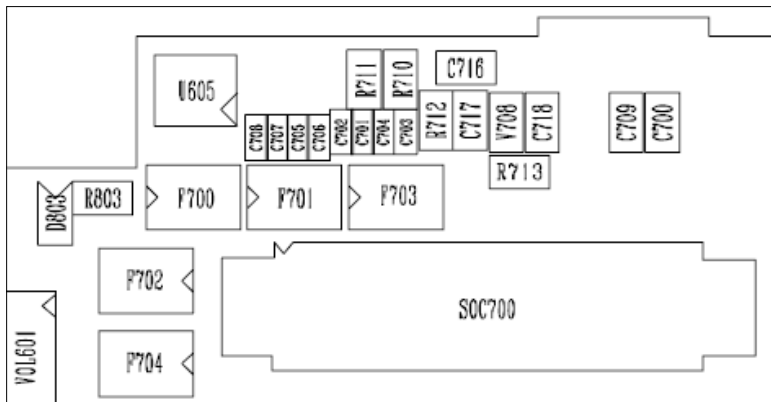 R711
R710
C716
U605
C708
C707
C705
C706
C702
C701
C704
C703
R712
C717
V708
C718
C709
C700
R713
D803
R803
F700
F701
F703
F702
SOC700
VOL601
F704